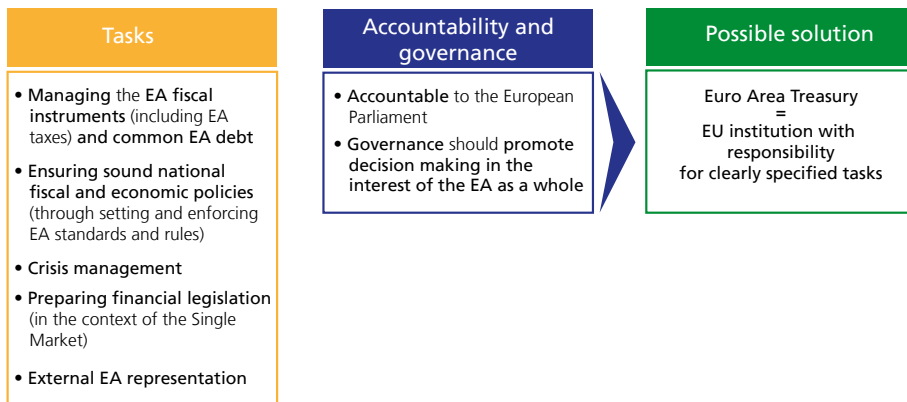 Tasks
• Managing the EA fiscal
instruments (including EA
taxes) and common EA debt
• Ensuring sound national
fiscal and economic policies
(through setting and enforcing
EA standards and rules)
• Crisis management
• Preparing financial legislation
(in the context of the Single
Market)
• External EA representation
Accountability and
governance
• Accountable to the European
Parliament
• Governance should promote
decision making in the
interest of the EA as a whole
Possible solution
Euro Area Treasury
=
EU institution with
responsibility
for clearly specified tasks